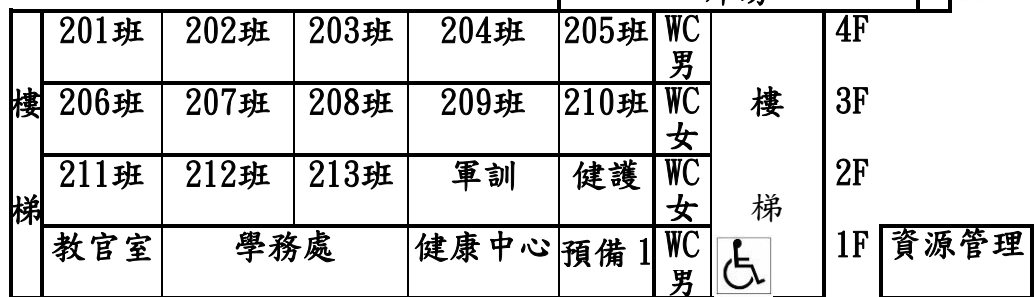 201班 202班 203班 204班 205班 WC男 4F
206班 207班 208班 209班 210班 WC女 3F
211班 212班 213班 軍訓 健護 WC女 2F
教官室 學務處 健康中心 預備1 WC男 1F 資源管理
樓梯
樓梯